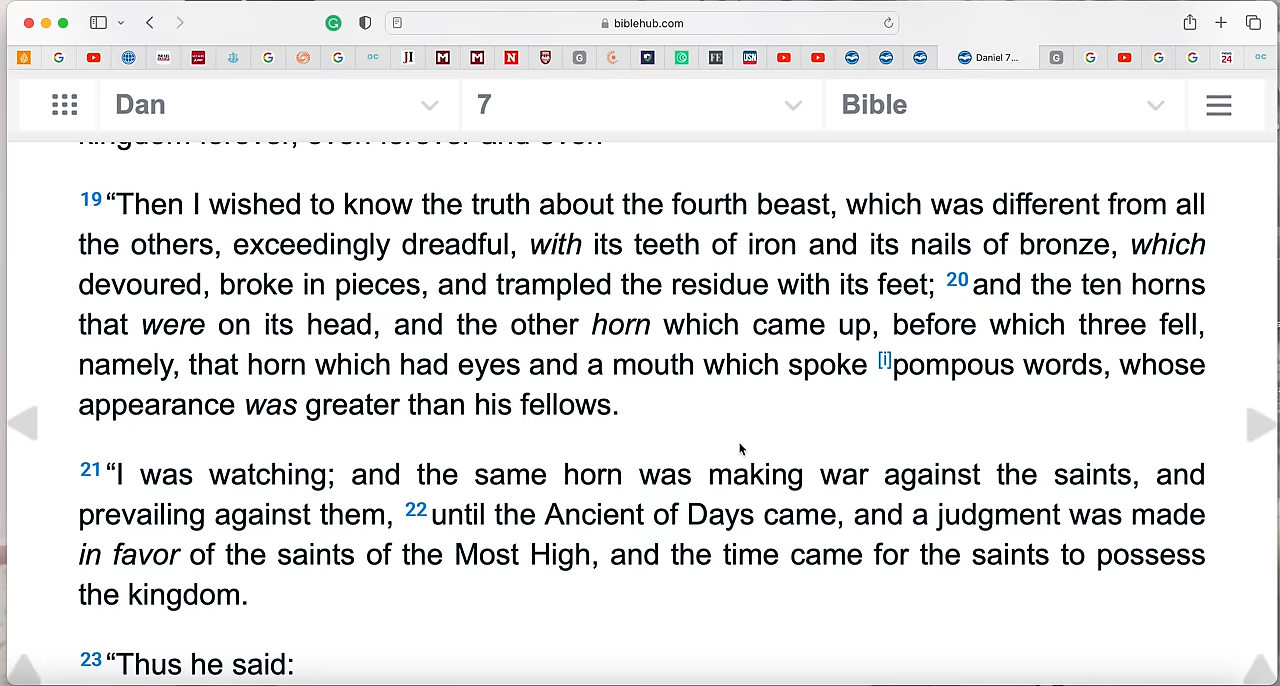 biblehub.com
Daniel 7...
Dan
7
Bible
19 “Then I wished to know the truth about the fourth beast, which was different from all
the others, exceedingly dreadful, with its teeth of iron and its nails of bronze, which
devoured, broke in pieces, and trampled the residue with its feet; 20 and the ten horns
that were on its head, and the other horn which came up, before which three fell,
namely, that horn which had eyes and a mouth which spoke [i]pompous words, whose
appearance was greater than his fellows.
21 “I was watching; and the same horn was making war against the saints, and
prevailing against them, 22 until the Ancient of Days came, and a judgment was made
in favor of the saints of the Most High, and the time came for the saints to possess
the kingdom.
23 “Thus he said: